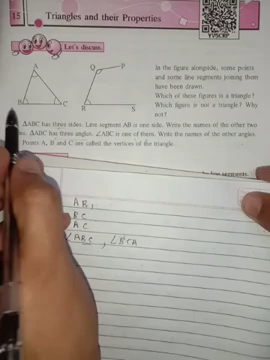 15
Triangles and their Properties
YU5CRP
Let's discuss.
A
B
C
Q
P
R
S
In the figure alongside, some points
and some line segments joining them
have been drawn.
Which of these figures is a triangle?
Which figure is not a triangle? Why
not?
ΔABC has three sides. Line segment AB is one side. Write the names of the other two
ΔABC has three angles. ∠ABC is one of them. Write the names of the other angles.
Points A, B and C are called the vertices of the triangle.
line segments.
AB,
BC
AC
∠ABC, ∠BCA